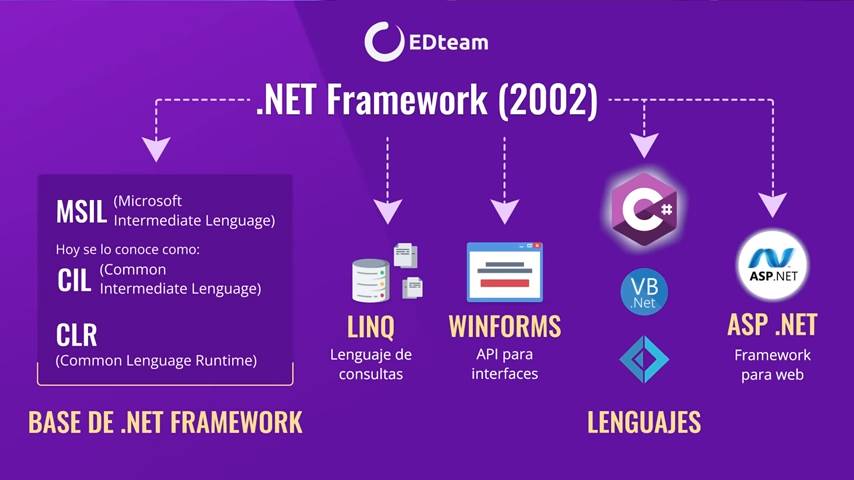 EDteam
.NET Framework (2002)
MSIL (Microsoft
Intermediate Lenguage)
Hoy se lo conoce como:
CIL (Common
Intermediate Lenguage)
CLR
(Common Lenguage Runtime)
BASE DE .NET FRAMEWORK
LINQ
Lenguaje de
consultas
WINFORMS
API para
interfaces
C#
VB
.Net
LENGUAJES
ASP.NET
ASP .NET
Framework
para web